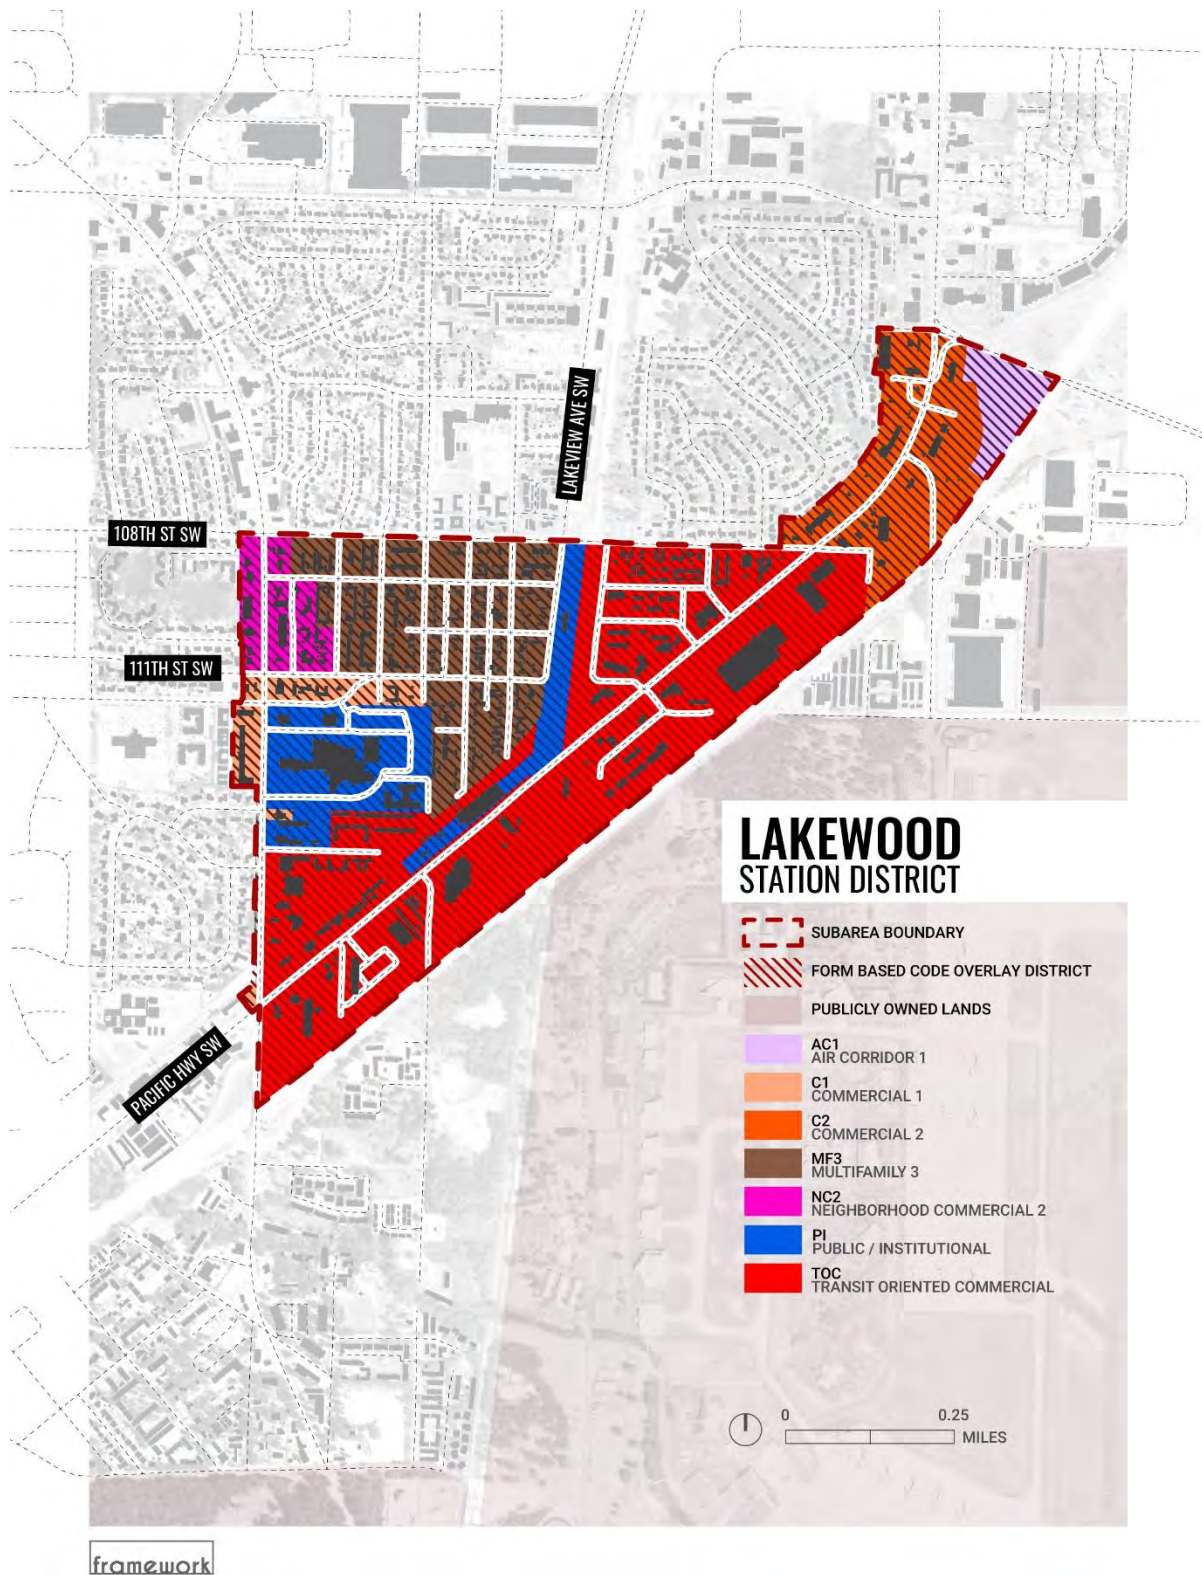 LAKEVIEW AVE SW
108TH ST SW
111TH ST SW
PACIFIC HWY SW
LAKEWOOD
STATION DISTRICT
SUBAREA BOUNDARY
FORM BASED CODE OVERLAY DISTRICT
PUBLICLY OWNED LANDS
AC1
AIR CORRIDOR 1
C1
COMMERCIAL 1
C2
COMMERCIAL 2
MF3
MULTIFAMILY 3
NC2
NEIGHBORHOOD COMMERCIAL 2
PI
PUBLIC / INSTITUTIONAL
TOC
TRANSIT ORIENTED COMMERCIAL
0 0.25
MILES
framework